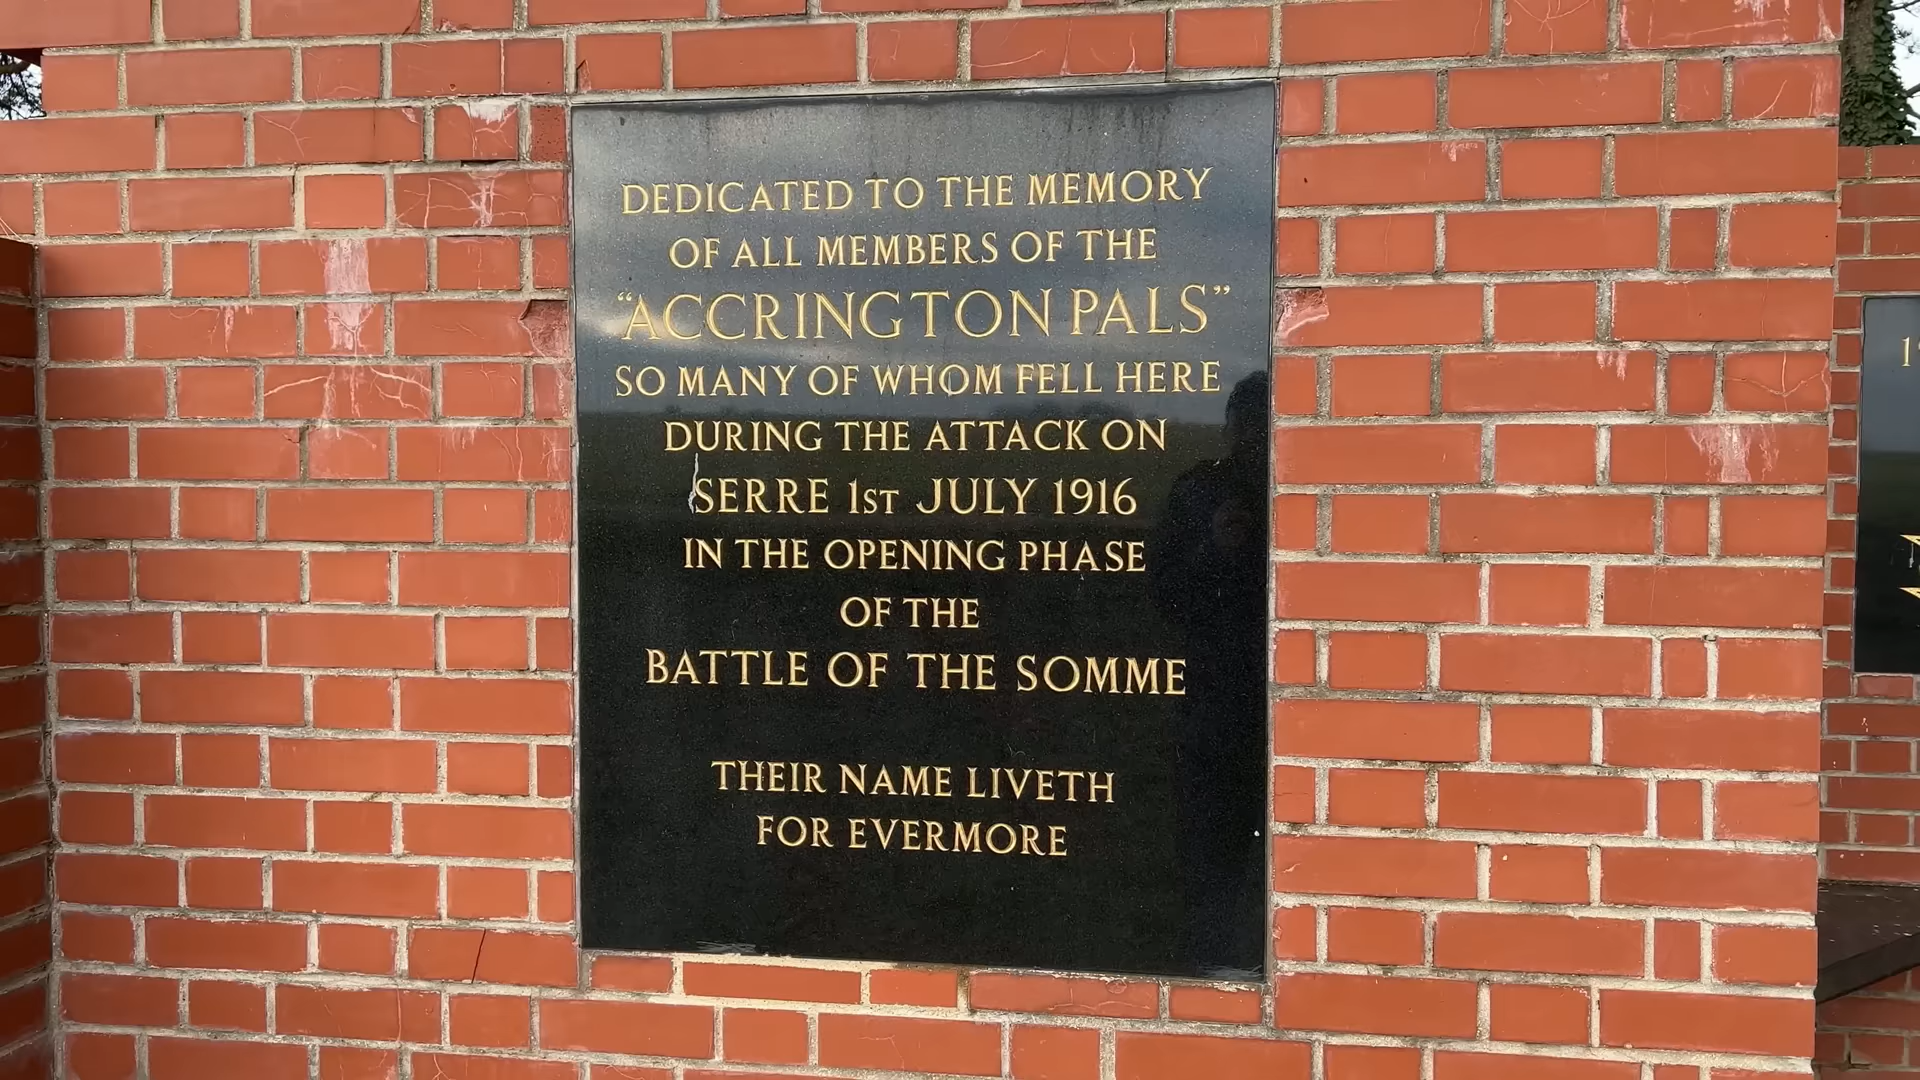 DEDICATED TO THE MEMORY
OF ALL MEMBERS OF THE
“ACCRINGTON PALS”
SO MANY OF WHOM FELL HERE
DURING THE ATTACK ON
SERRE 1ST JULY 1916
IN THE OPENING PHASE
OF THE
BATTLE OF THE SOMME
THEIR NAME LIVETH
FOR EVERMORE